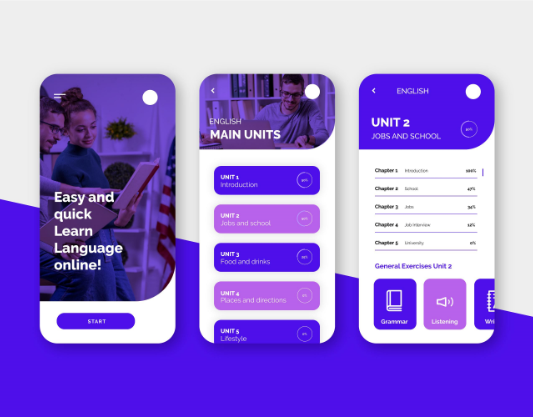 Easy and
quick
Learn
Language
online!
START
ENGLISH
MAIN UNITS
UNIT 1
Introduction
UNIT 2
Jobs and school
UNIT 3
Food and drinks
UNIT 4
Places and directions
UNIT 5
Lifestyle
ENGLISH
UNIT 2
JOBS AND SCHOOL
Chapter 1 Introduction 100%
Chapter 2 School 47%
Chapter 3 Jobs 34%
Chapter 4 Job Interview 12%
Chapter 5 University 0%
General Exercises Unit 2
Grammar
Listening
Wri